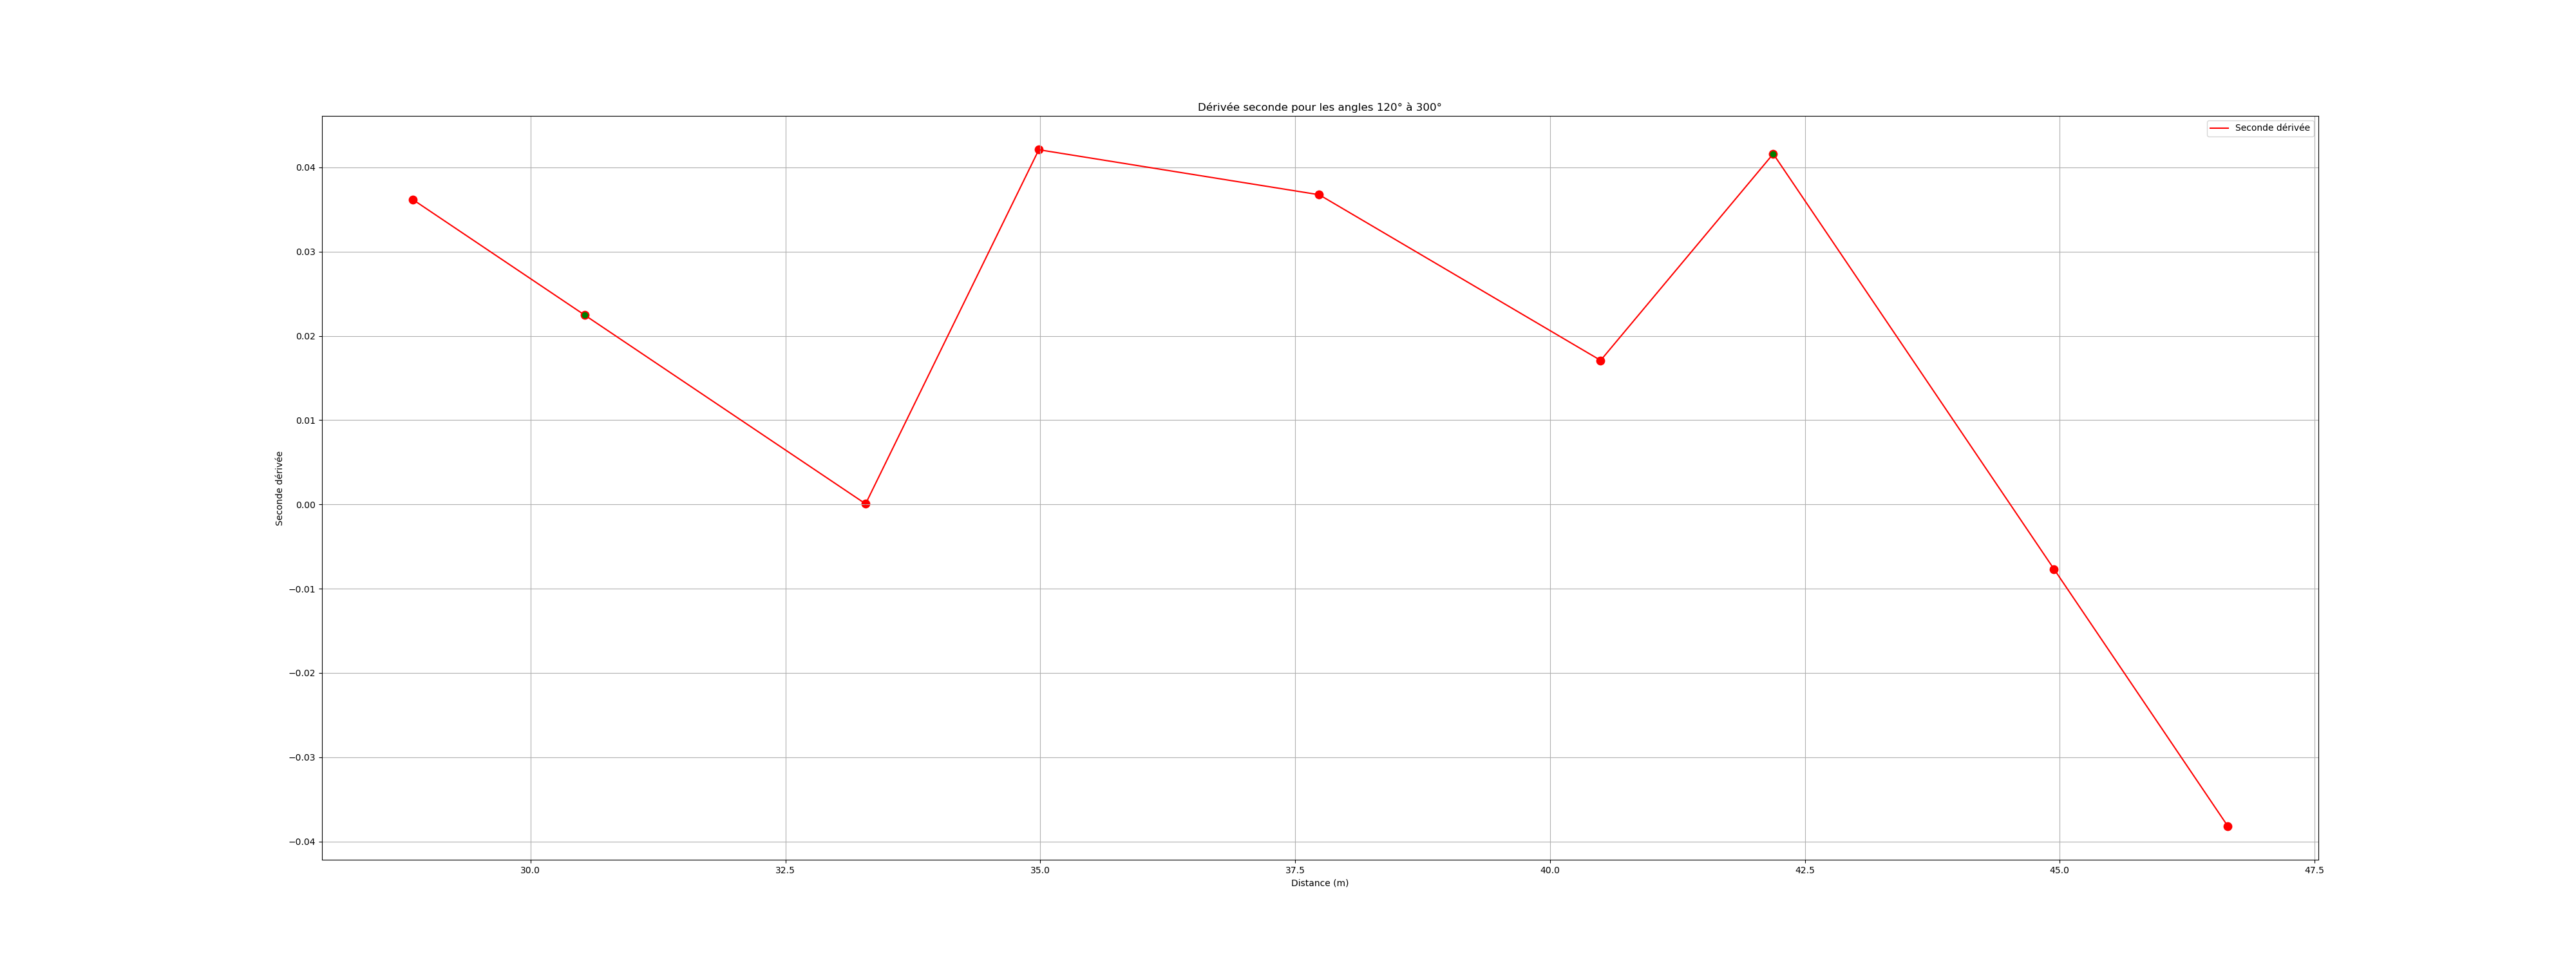 Dérivée seconde pour les angles 120° à 300°
Seconde dérivée
0.04
0.03
0.02
0.01
0.00
−0.01
−0.02
−0.03
−0.04
Seconde dérivée
30.0 32.5 35.0 37.5 40.0 42.5 45.0 47.5
Distance (m)